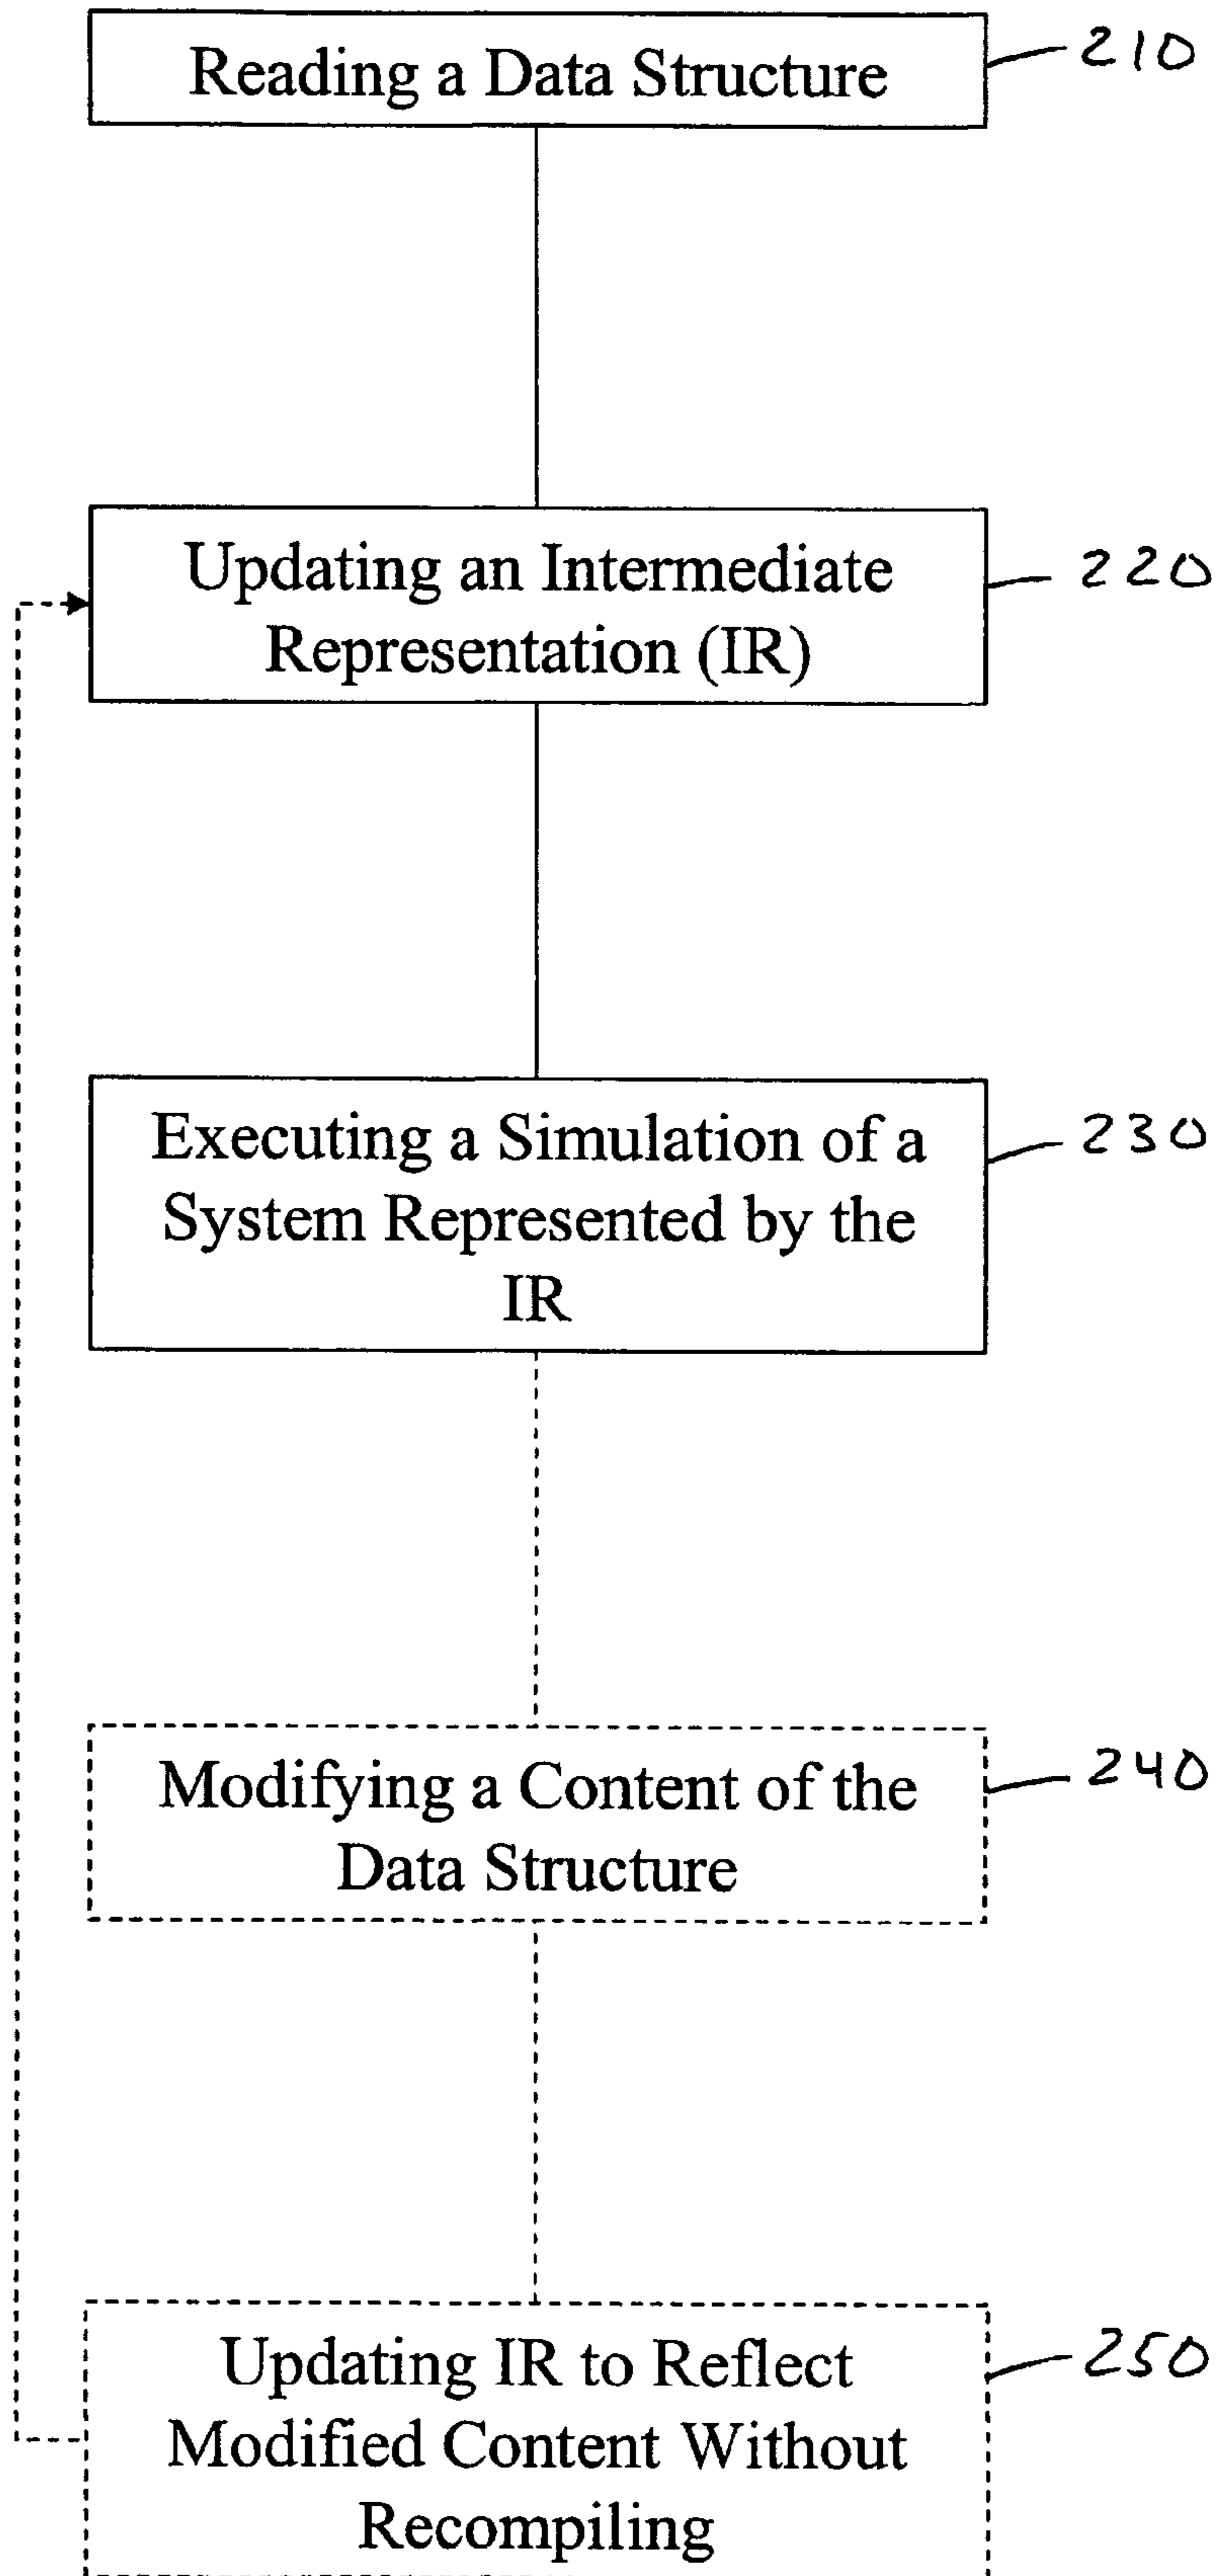 Reading a Data Structure
210
Updating an Intermediate
Representation (IR)
220
Executing a Simulation of a
System Represented by the
IR
230
Modifying a Content of the
Data Structure
240
Updating IR to Reflect
Modified Content Without
Recompiling
250